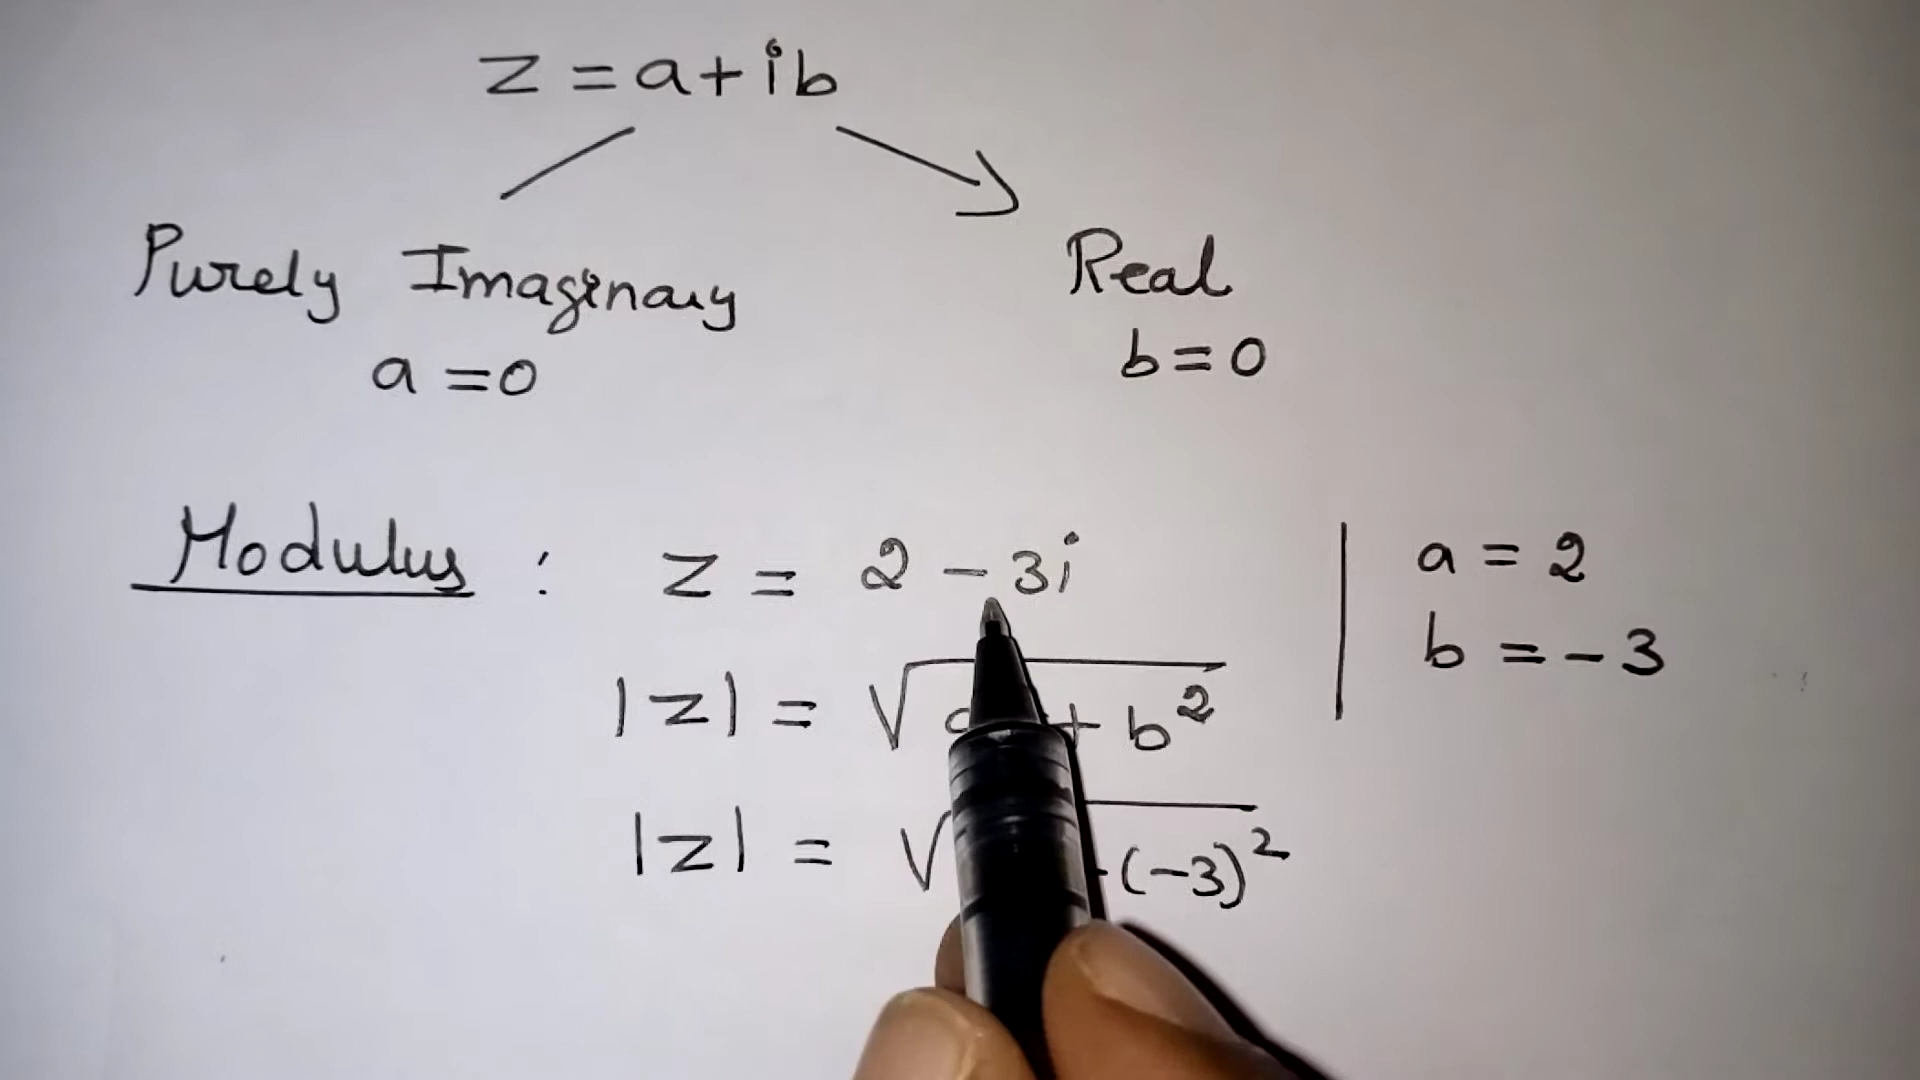 z = a + ib
Purely Imaginary
a = 0
Real
b = 0
Modulus : z = 2 - 3i
|z| = √ + b²
|z| = √ (-3)²
a = 2
b = -3